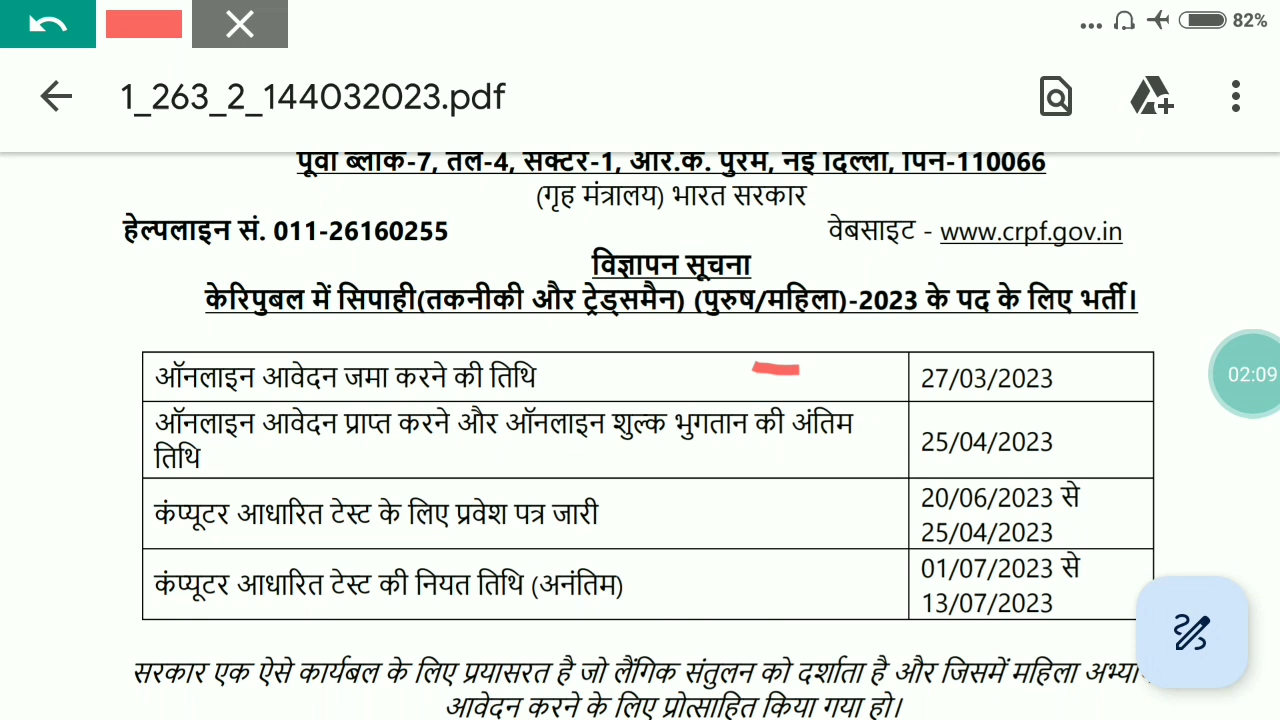 82%
1_263_2_144032023.pdf
पूर्वी ब्लाक-7, तल-4, सेक्टर-1, आर.के. पुरम, नई दिल्ली, पिन-110066
(गृह मंत्रालय) भारत सरकार
हेल्पलाइन सं. 011-26160255 वेबसाइट - www.crpf.gov.in
विज्ञापन सूचना
केरिपुबल में सिपाही(तकनीकी और ट्रेड्समैन) (पुरुष/महिला)-2023 के पद के लिए भर्ती।
ऑनलाइन आवेदन जमा करने की तिथि 27/03/2023
02:09
ऑनलाइन आवेदन प्राप्त करने और ऑनलाइन शुल्क भुगतान की अंतिम
तिथि 25/04/2023
कंप्यूटर आधारित टेस्ट के लिए प्रवेश पत्र जारी 20/06/2023 से
25/04/2023
कंप्यूटर आधारित टेस्ट की नियत तिथि (अनंतिम) 01/07/2023 से
13/07/2023
सरकार एक ऐसे कार्यबल के लिए प्रयासरत है जो लैंगिक संतुलन को दर्शाता है और जिसमें महिला
आवेदन करने के लिए प्रोत्साहित किया गया हो।